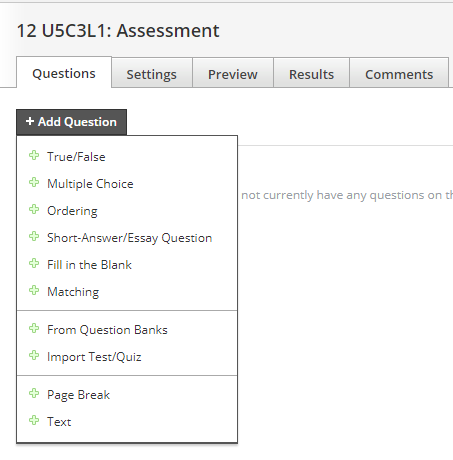 12 U5C3L1: Assessment
Questions Settings Preview Results Comments
+ Add Question
True/False
Multiple Choice
not currently have any questions on
Ordering
Short-Answer/Essay Question
Fill in the Blank
Matching
From Question Banks
Import Test/Quiz
Page Break
Text